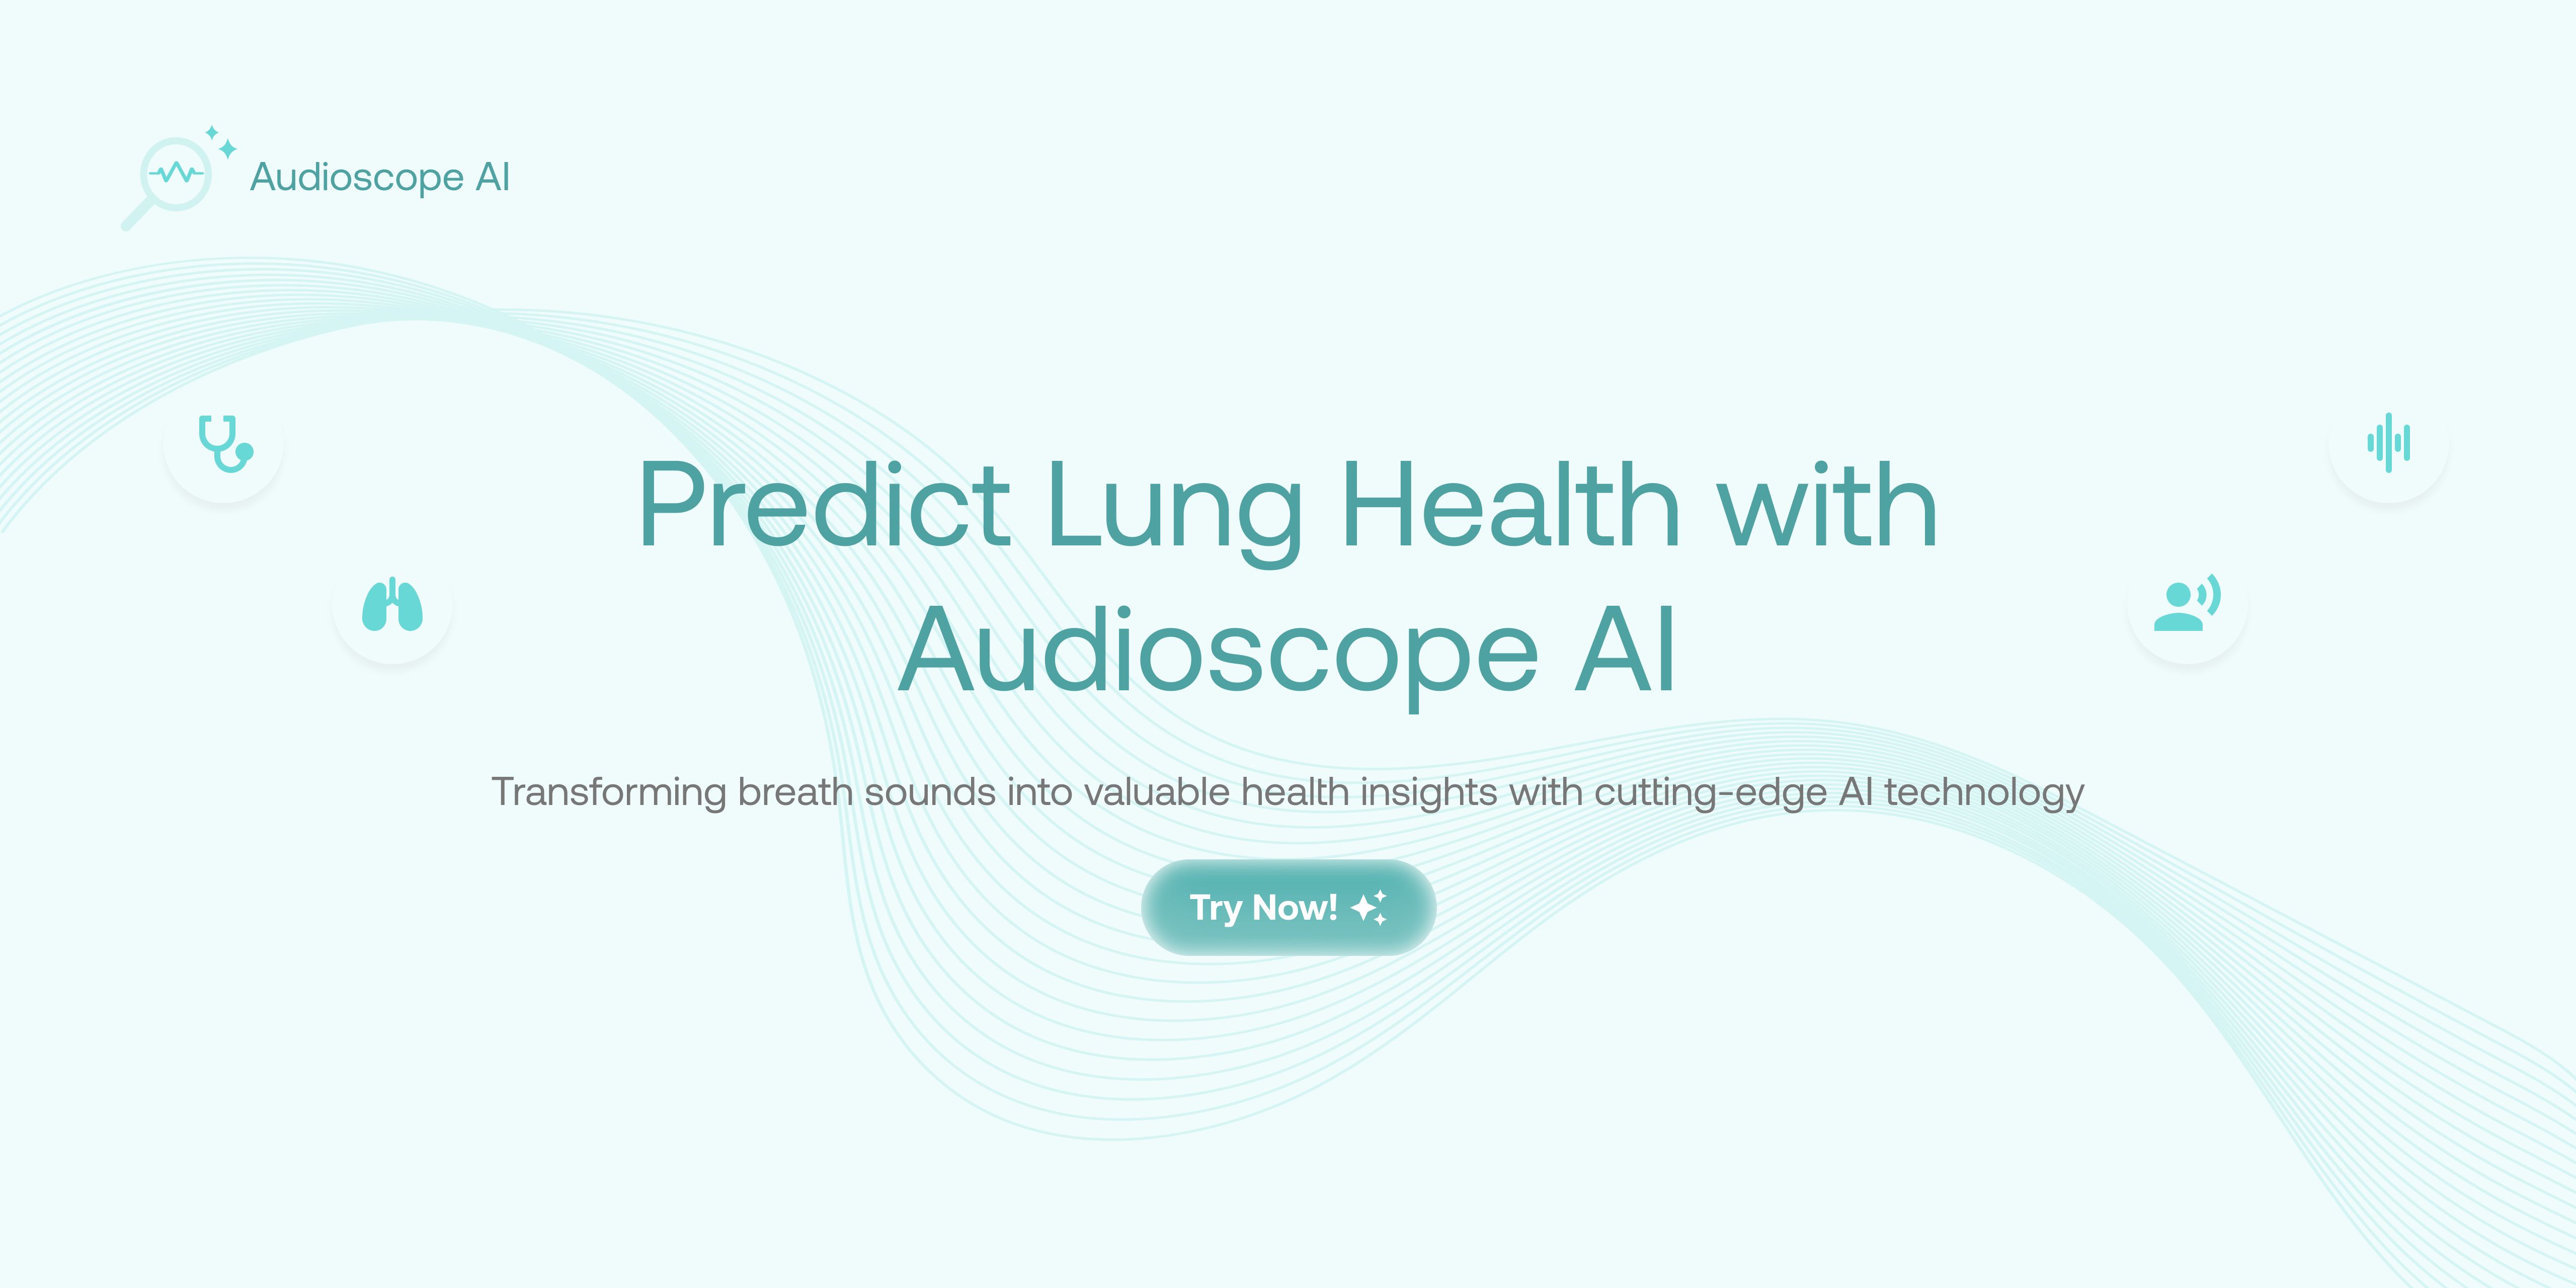 Audioscope AI
Predict Lung Health with
Audioscope AI
Transforming breath sounds into valuable health insights with cutting-edge AI technology
Try Now!